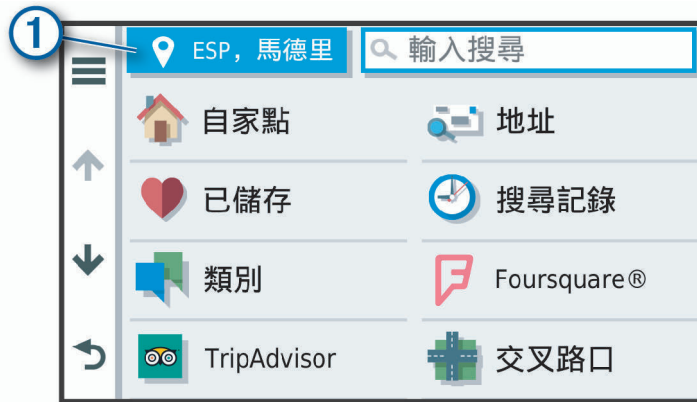 1
ESP, 馬德里
輸入搜尋
自家點
地址
已儲存
搜尋記錄
類別
Foursquare®
TripAdvisor
交叉路口